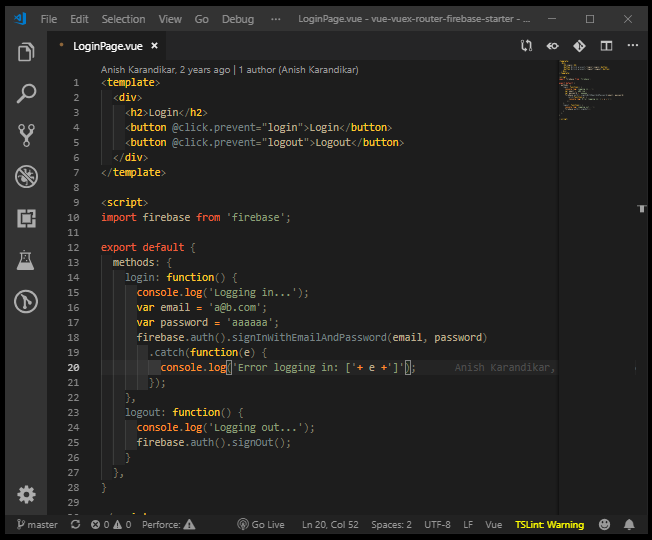 File Edit Selection View Go Debug ··· LoginPage.vue - vue-vuex-router-firebase-starter - ...
LoginPage.vue ×
Anish Karandikar, 2 years ago | 1 author (Anish Karandikar)
1 <template>
2 <div>
3 <h2>Login</h2>
4 <button @click.prevent="login">Login</button>
5 <button @click.prevent="logout">Logout</button>
6 </div>
7 </template>
8
9 <script>
10 import firebase from 'firebase';
11
12 export default {
13 methods: {
14 login: function() {
15 console.log('Logging in...');
16 var email = 'a@b.com';
17 var password = 'aaaaaa';
18 firebase.auth().signInWithEmailAndPassword(email, password)
19 .catch(function(e) {
20 console.log('Error logging in: ['+ e +']'); Anish Karandikar,
21 });
22 },
23 logout: function() {
24 console.log('Logging out...');
25 firebase.auth().signOut();
26 }
27 },
28 }
29
master 0 0 Perforce: Go Live Ln 20, Col 52 Spaces: 2 UTF-8 LF Vue TSLint: Warning